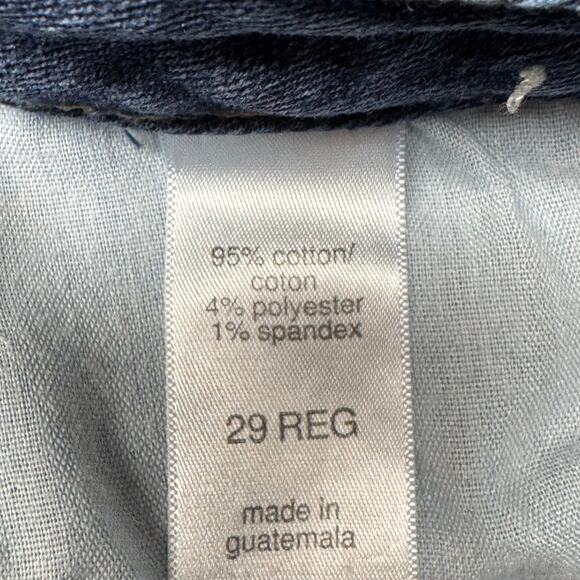 95% cotton/
coton
4% polyester
1% spandex
29 REG
made in
guatemala